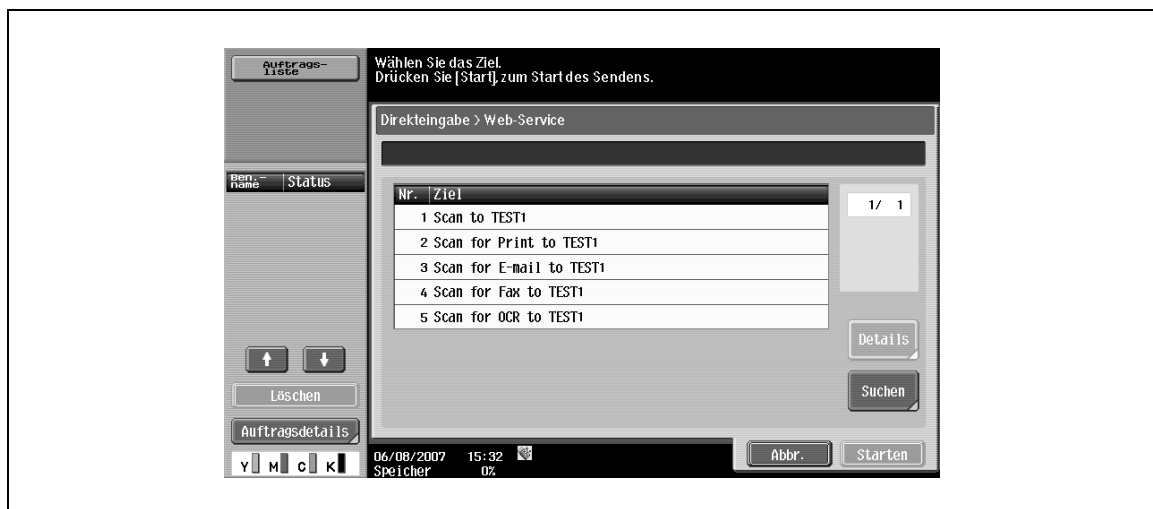 Auftrags-
liste
Wählen Sie das Ziel.
Drücken Sie [Start], zum Start des Sendens.
Direkteingabe > Web-Service
Ben.-
name
Status
Nr. Ziel
1 Scan to TEST1
2 Scan for Print to TEST1
3 Scan for E-mail to TEST1
4 Scan for Fax to TEST1
5 Scan for OCR to TEST1
1/ 1
Details
Suchen
Löschen
Auftragsdetails
Y M C K
06/08/2007 15:32
Speicher 0%
Abbr.
Starten